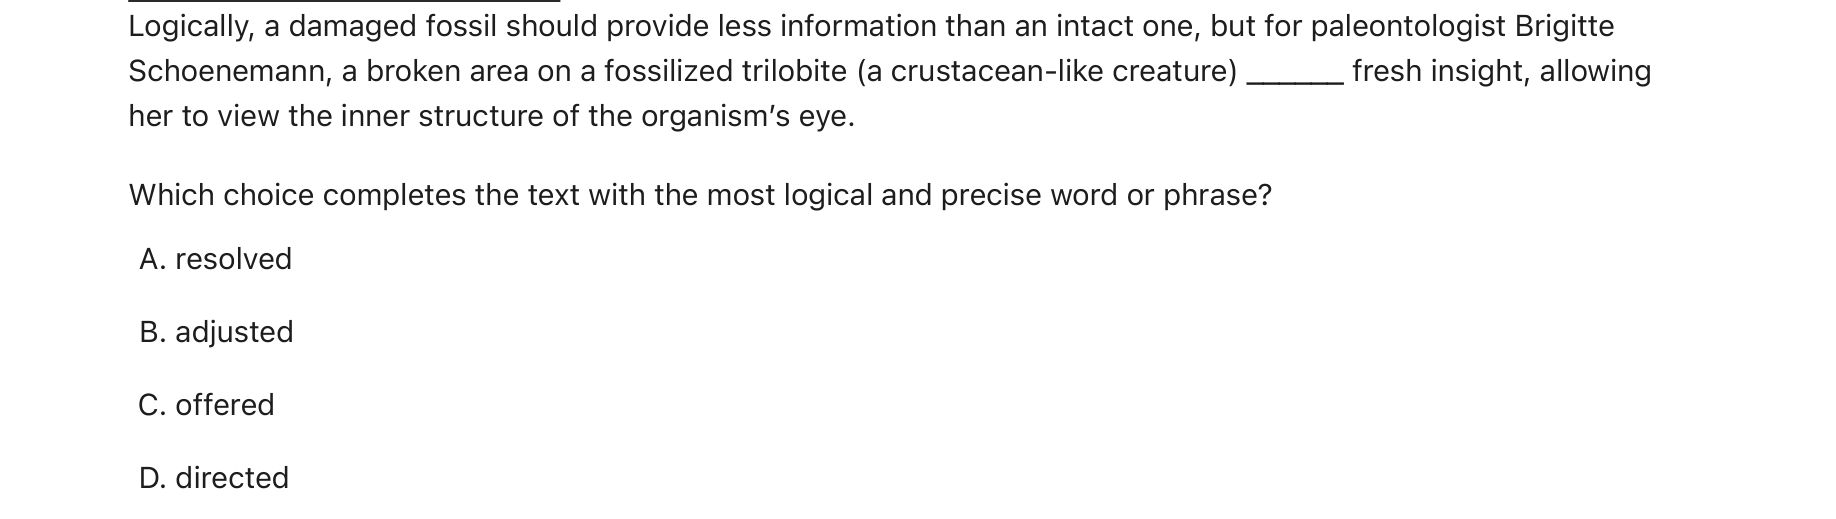 Logically, a damaged fossil should provide less information than an intact one, but for paleontologist Brigitte
Schoenemann, a broken area on a fossilized trilobite (a crustacean-like creature) ______ fresh insight, allowing
her to view the inner structure of the organism’s eye.
Which choice completes the text with the most logical and precise word or phrase?
A. resolved
B. adjusted
C. offered
D. directed